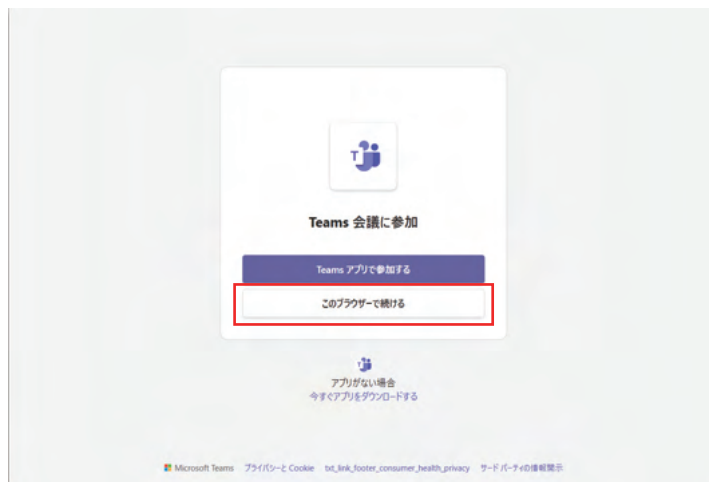 Teams 会議に参加
Teams アプリで参加する
このブラウザーで続ける
アプリがない場合
今すぐアプリをダウンロードする
Microsoft Teams プライバシーと Cookie txt_link_footer_consumer_health_privacy サード パーティの情報開示